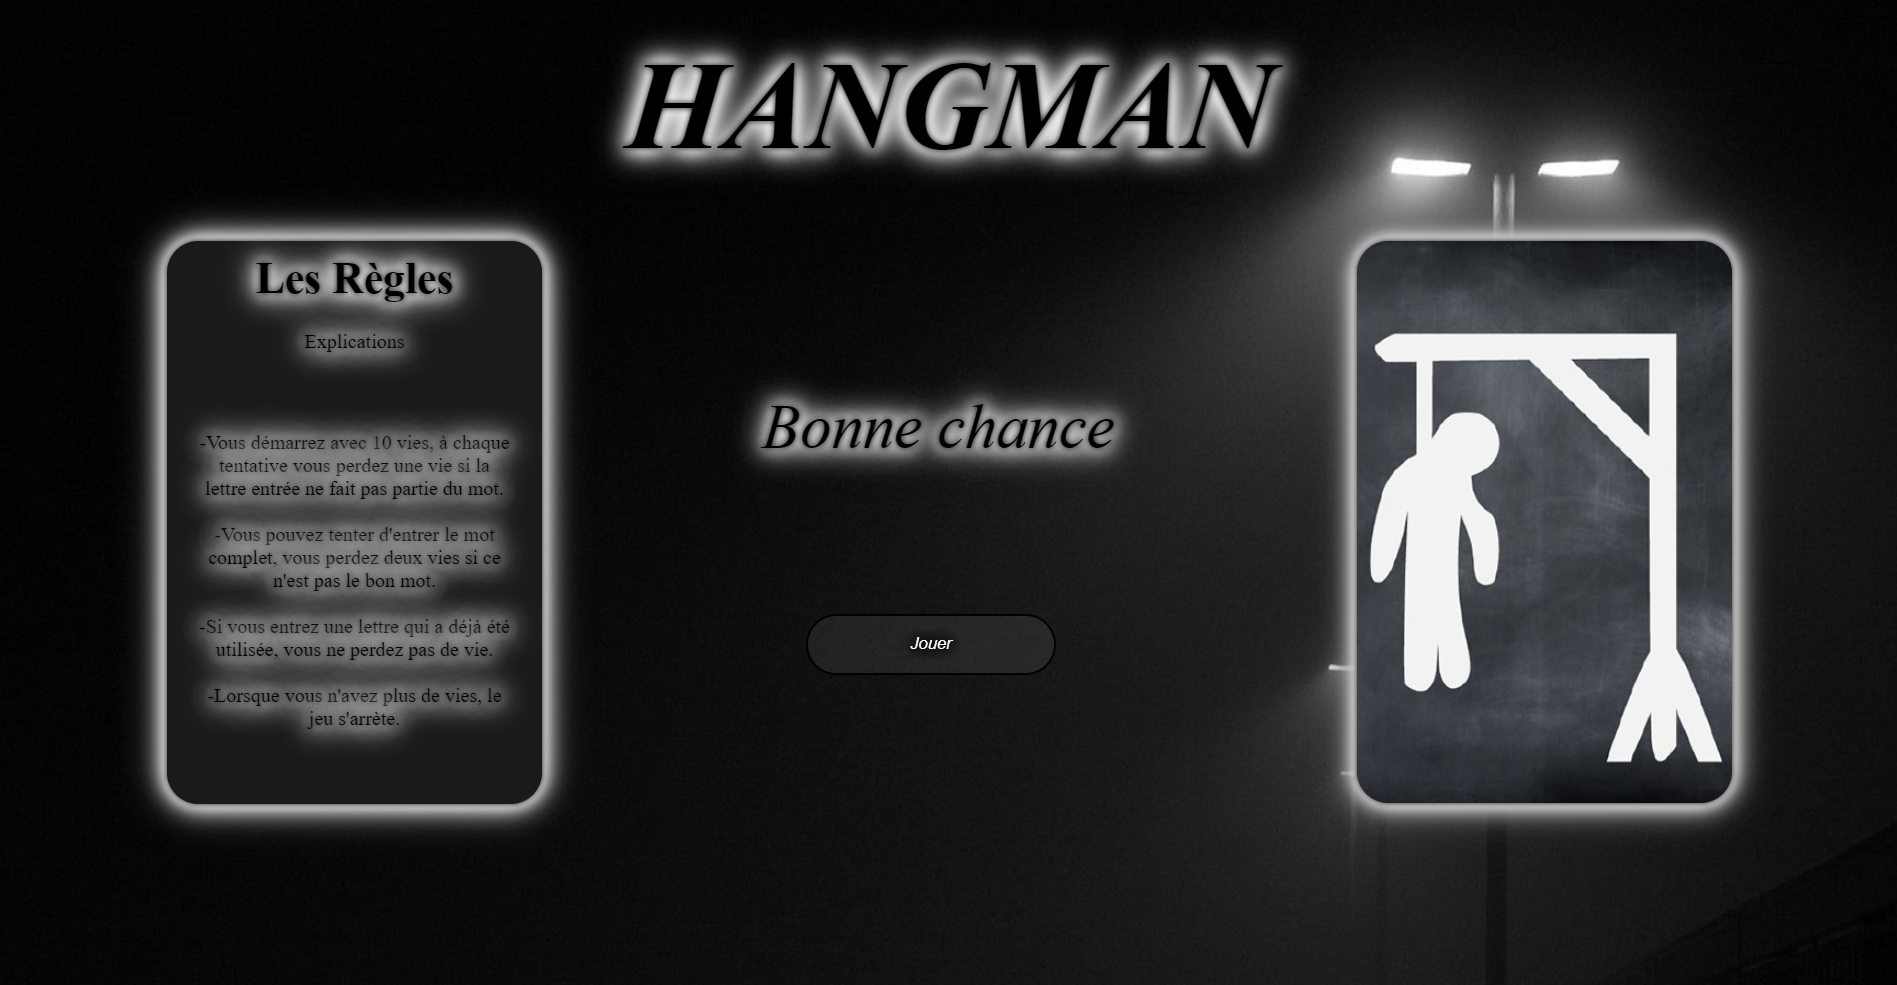 HANGMAN
Les Règles
Explications
-Vous démarrez avec 10 vies, à chaque
tentative vous perdez une vie si la
lettre entrée ne fait pas partie du mot.
-Vous pouvez tenter d'entrer le mot
complet, vous perdez deux vies si ce
n'est pas le bon mot.
-Si vous entrez une lettre qui a déjà été
utilisée, vous ne perdez pas de vie.
-Lorsque vous n'avez plus de vies, le
jeu s'arrète.
Bonne chance
Jouer